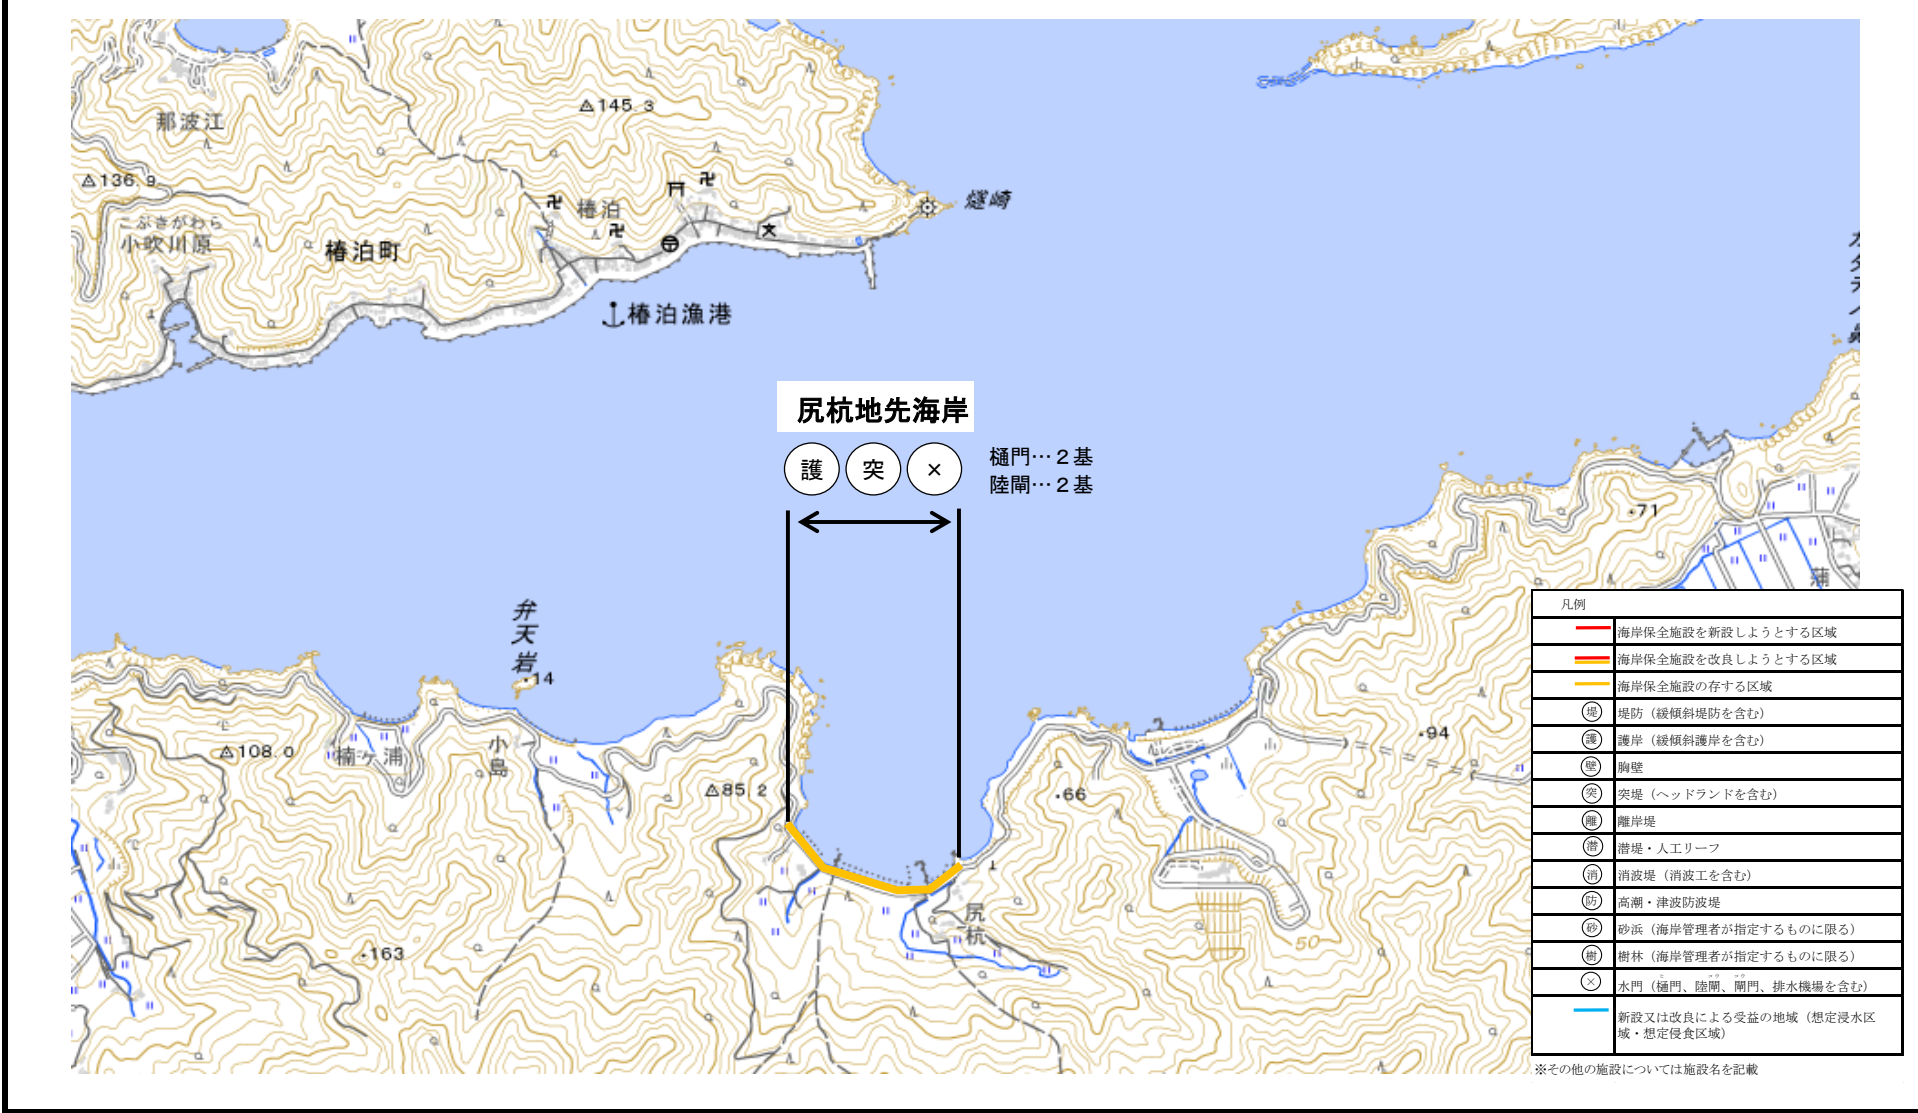 那波江
145.3
136.9
こぶきがわら
小吹川原
椿泊町
椿泊
燧崎
椿泊漁港
尻杭地先海岸
護 突 ×
樋門…２基
陸閘…２基
71
蒲
弁天岩
14
108.0
楠ヶ浦
小島
85.2
66
94
163
尻杭
50
凡例
海岸保全施設を新設しようとする区域
海岸保全施設を改良しようとする区域
海岸保全施設の存する区域
堤 堤防（緩傾斜堤防を含む）
護 護岸（緩傾斜護岸を含む）
壁 胸壁
突 突堤（ヘッドランドを含む）
離 離岸堤
潜 潜堤・人工リーフ
消 消波堤（消波工を含む）
防 高潮・津波防波堤
砂 砂浜（海岸管理者が指定するものに限る）
樹 樹林（海岸管理者が指定するものに限る）
× 水門（樋門、陸閘、閘門、排水機場を含む）
新設又は改良による受益の地域（想定浸水区
域・想定侵食区域）
※その他の施設については施設名を記載